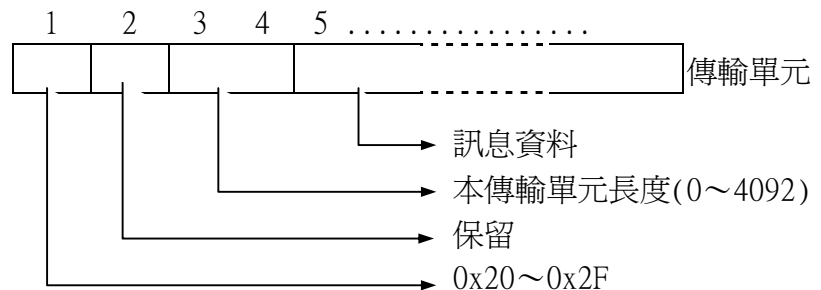 1 2 3 4 5 ................
傳輸單元
訊息資料
本傳輸單元長度(0～4092)
保留
0x20～0x2F